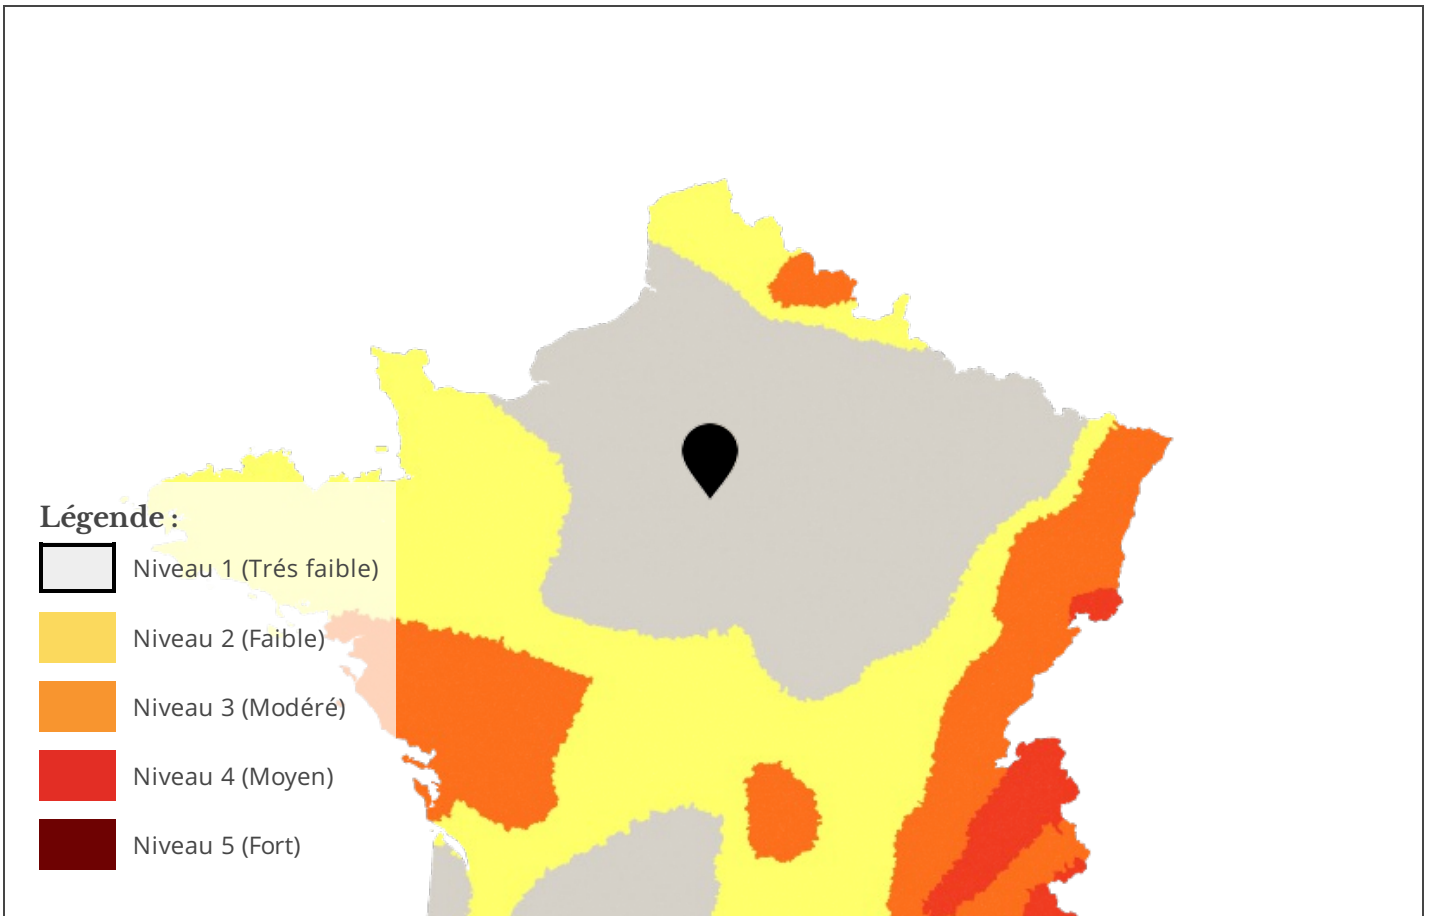 Légende :
Niveau 1 (Trés faible)
Niveau 2 (Faible)
Niveau 3 (Modéré)
Niveau 4 (Moyen)
Niveau 5 (Fort)